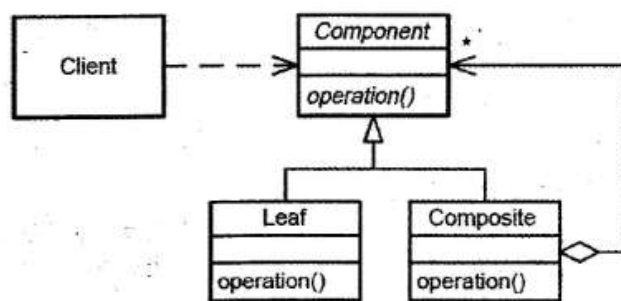 Component
*
Client
operation()
Leaf
Composite
operation()
operation()